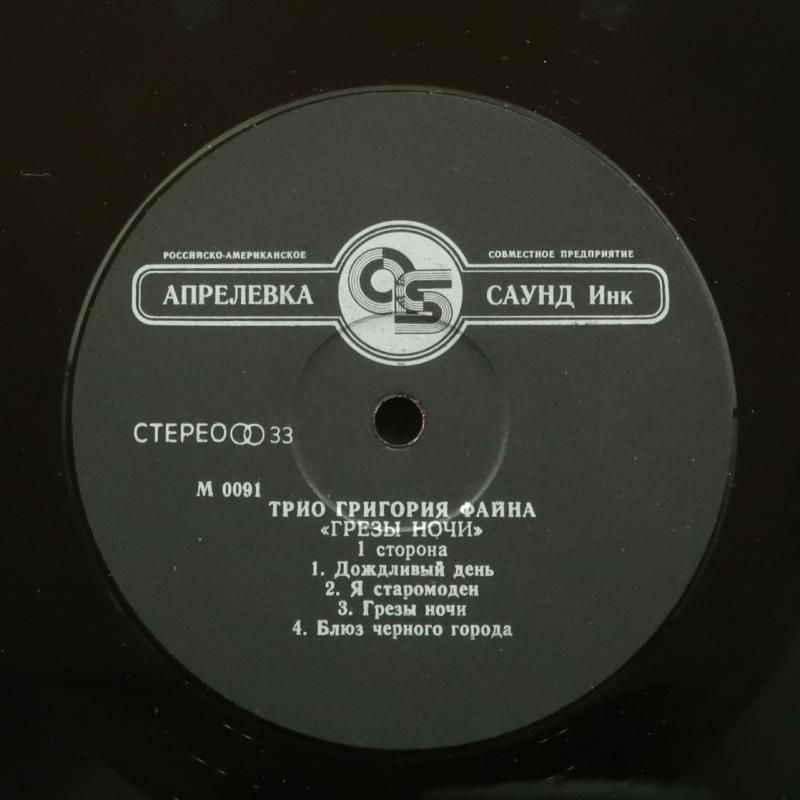 РОССИЙСКО-АМЕРИКАНСКОЕ СОВМЕСТНОЕ ПРЕДПРИЯТИЕ
АПРЕЛЕВКА САУНД Инк
СТЕРЕО 33
М 0091
ТРИО ГРИГОРИЯ ФАЙНА
«ГРЕЗЫ НОЧИ»
1 сторона
1. Дождливый день
2. Я старомоден
3. Грезы ночи
4. Блюз черного города